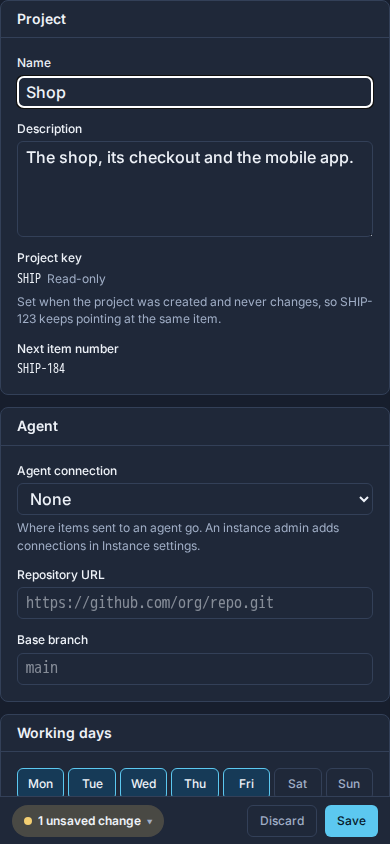 Project
Name
Shop
Description
The shop, its checkout and the mobile app.
Project key
SHIP Read-only
Set when the project was created and never changes, so SHIP-
123 keeps pointing at the same item.
Next item number
SHIP-184
Agent
Agent connection
None
Where items sent to an agent go. An instance admin adds
connections in Instance settings.
Repository URL
https://github.com/org/repo.git
Base branch
main
Working days
Mon Tue Wed Thu Fri Sat Sun
1 unsaved change Discard Save